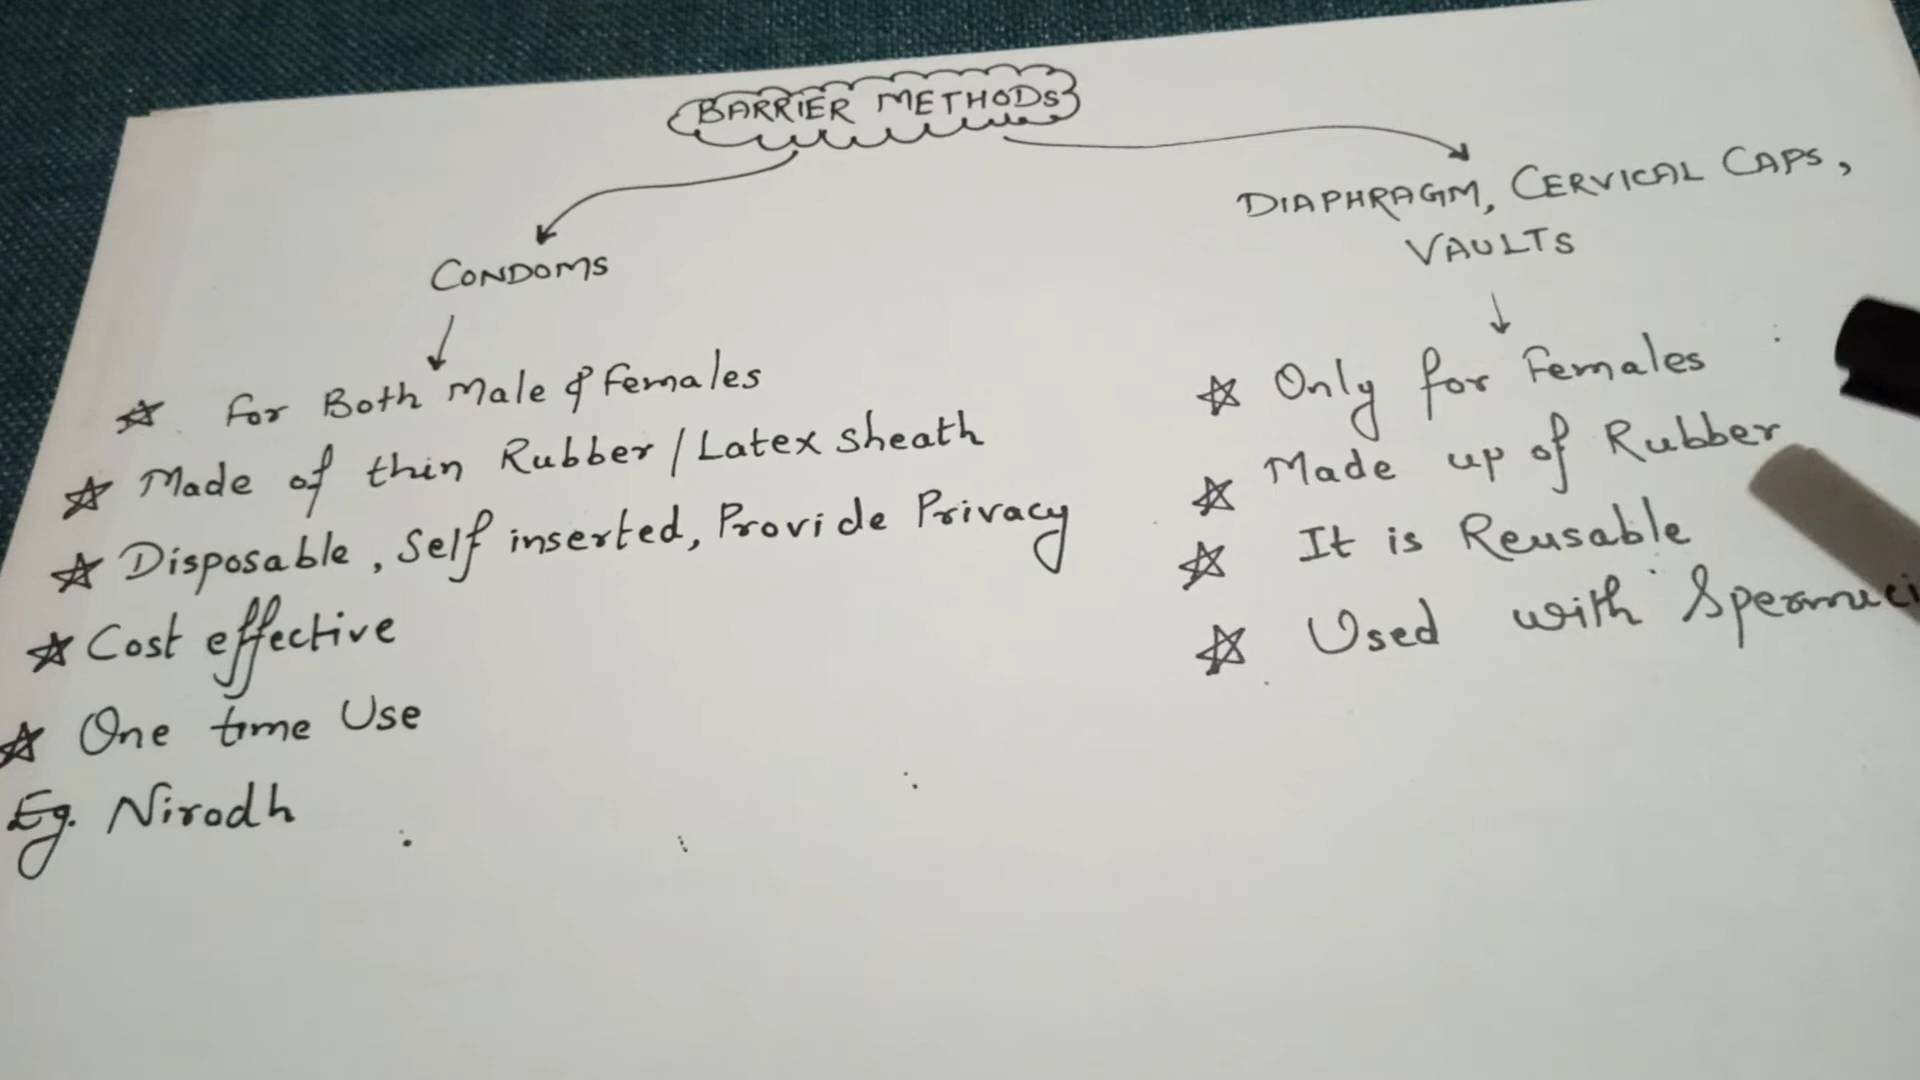 BARRIER METHODS
CONDOMS
☆ For Both Male & Females
☆ Made of thin Rubber / Latex sheath
☆ Disposable, Self inserted, Provide Privacy
☆ Cost effective
☆ One time Use
Eg. Nirodh
DIAPHRAGM, CERVICAL CAPS,
VAULTS
☆ Only for Females
☆ Made up of Rubber
☆ It is Reusable
☆ Used with